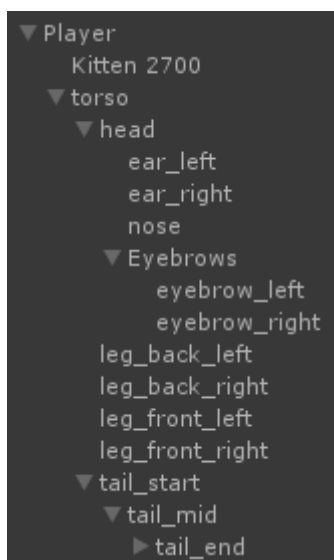 Player
Kitten 2700
torso
head
ear_left
ear_right
nose
Eyebrows
eyebrow_left
eyebrow_right
leg_back_left
leg_back_right
leg_front_left
leg_front_right
tail_start
tail_mid
tail_end